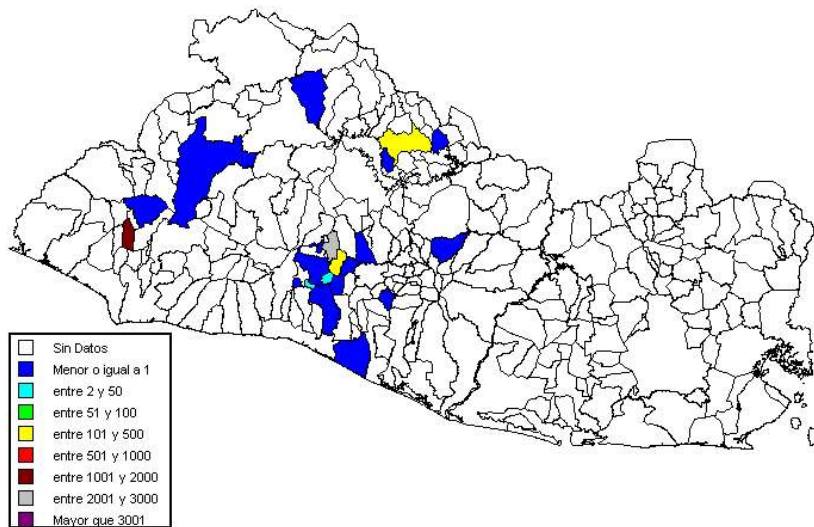 Sin Datos
Menor o igual a 1
entre 2 y 50
entre 51 y 100
entre 101 y 500
entre 501 y 1000
entre 1001 y 2000
entre 2001 y 3000
Mayor que 3001